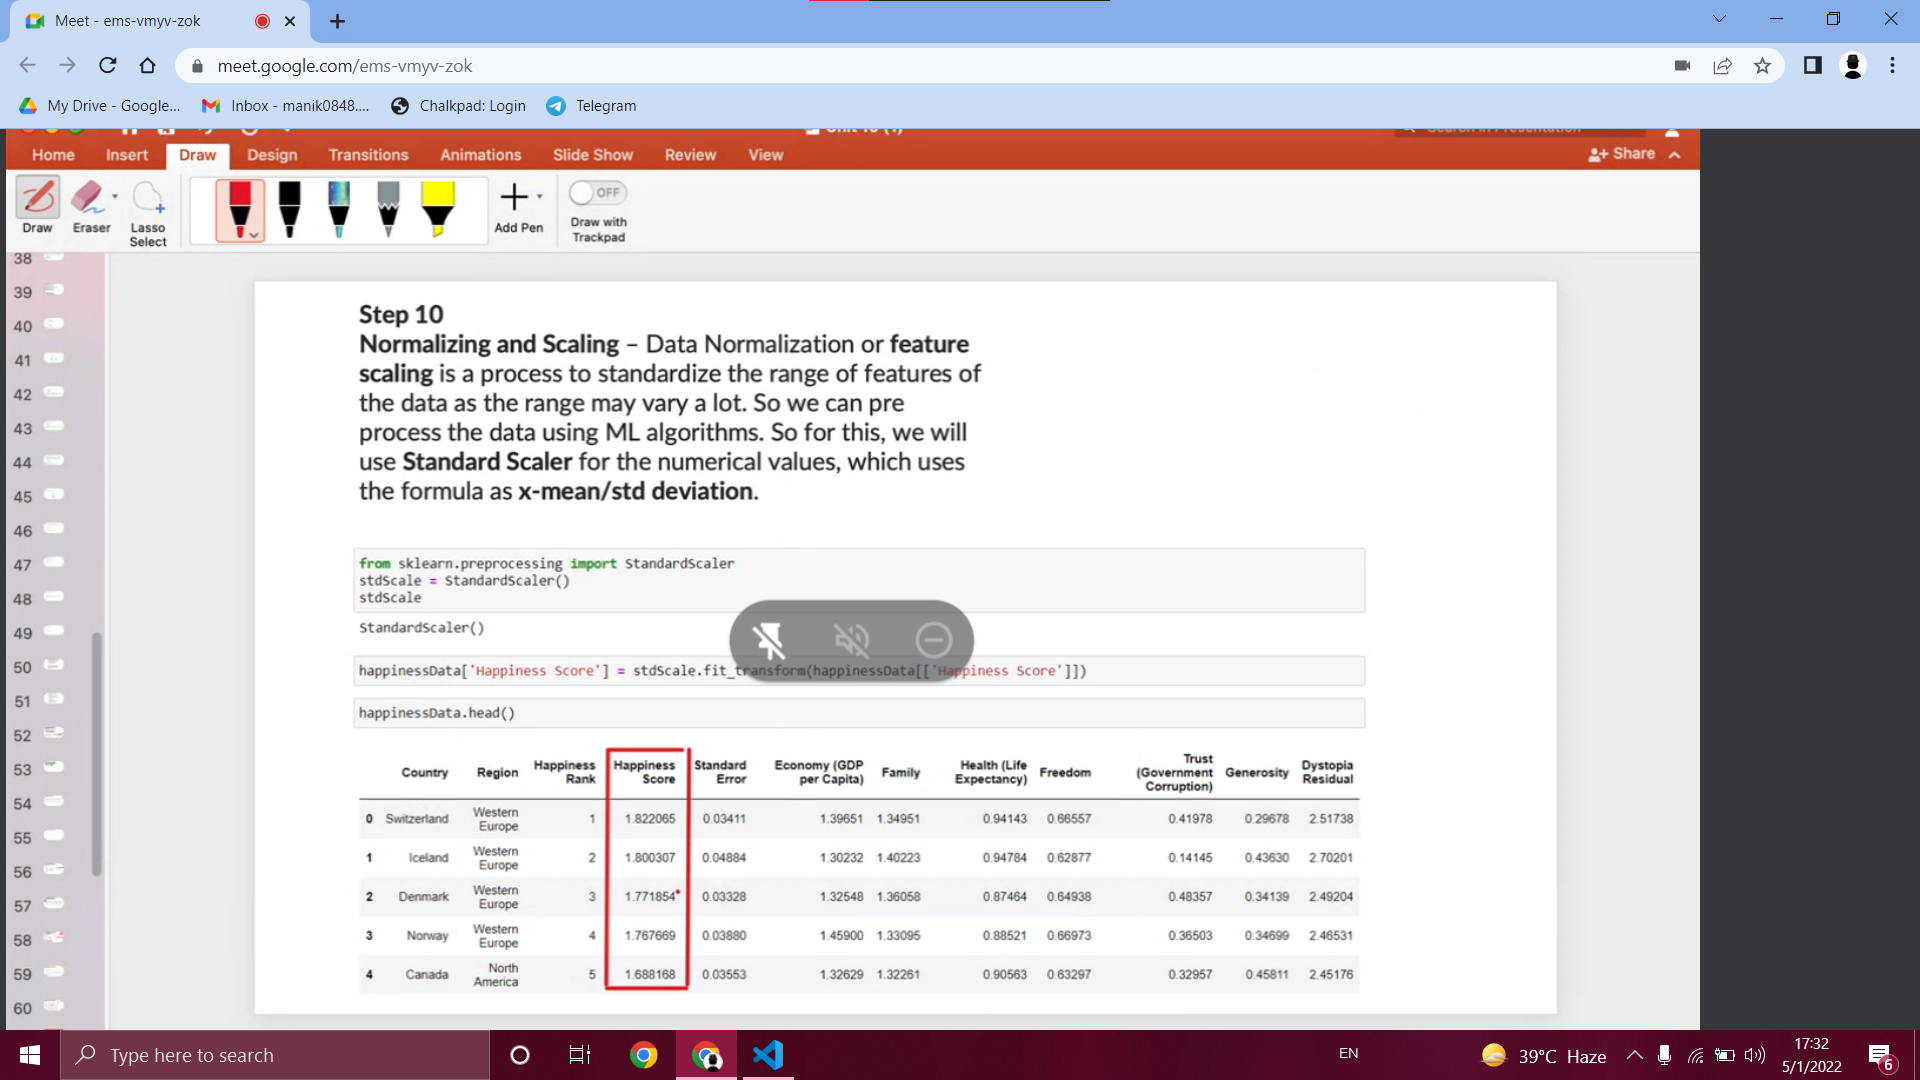 Meet - ems-vmyv-zok
meet.google.com/ems-vmyv-zok
My Drive - Google... Inbox - manik0848.... Chalkpad: Login Telegram
Home Insert Draw Design Transitions Animations Slide Show Review View Share
Draw Eraser Lasso Select Add Pen OFF Draw with Trackpad
38
39
40
41
42
43
44
45
46
47
48
49
50
51
52
53
54
55
56
57
58
59
60
Step 10
Normalizing and Scaling – Data Normalization or feature
scaling is a process to standardize the range of features of
the data as the range may vary a lot. So we can pre
process the data using ML algorithms. So for this, we will
use Standard Scaler for the numerical values, which uses
the formula as x-mean/std deviation.
from sklearn.preprocessing import StandardScaler
stdScale = StandardScaler()
stdScale
StandardScaler()
happinessData['Happiness Score'] = stdScale.fit_transform(happinessData[['Happiness Score']])
happinessData.head()
Country Region Happiness Rank Happiness Score Standard Error Economy (GDP per Capita) Family Health (Life Expectancy) Freedom Trust (Government Corruption) Generosity Dystopia Residual
0 Switzerland Western Europe 1 1.822065 0.03411 1.39651 1.34951 0.94143 0.66557 0.41978 0.29678 2.51738
1 Iceland Western Europe 2 1.800307 0.04884 1.30232 1.40223 0.94784 0.62877 0.14145 0.43630 2.70201
2 Denmark Western Europe 3 1.771854 0.03328 1.32548 1.36058 0.87464 0.64938 0.48357 0.34139 2.49204
3 Norway Western Europe 4 1.767669 0.03880 1.45900 1.33095 0.88521 0.66973 0.36503 0.34699 2.46531
4 Canada North America 5 1.688168 0.03553 1.32629 1.32261 0.90563 0.63297 0.32957 0.45811 2.45176
Type here to search
EN
39°C Haze
17:32
5/1/2022
6